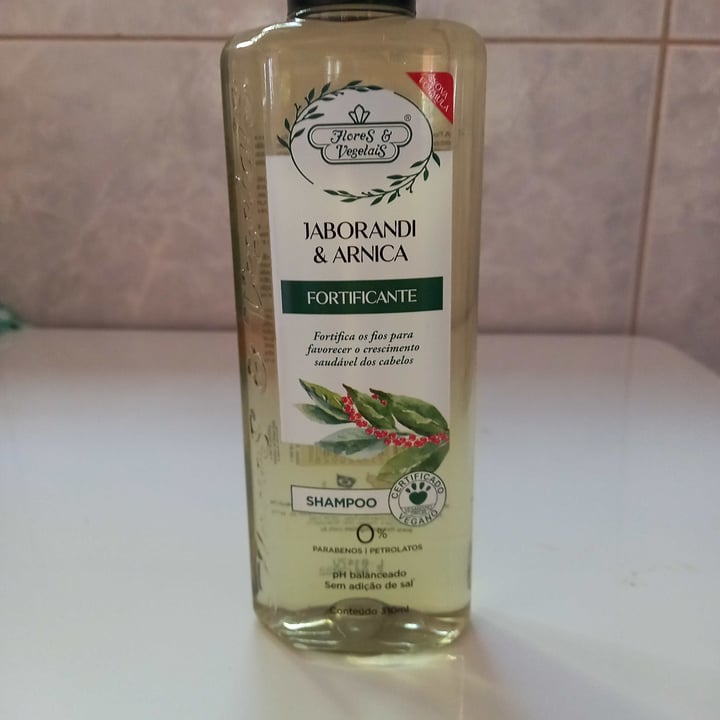 NOVA
FÓRMULA
Flores &
Vegetais
®
JABORANDI
& ARNICA
FORTIFICANTE
Fortifica os fios para
favorecer o crescimento
saudável dos cabelos
SHAMPOO
CERTIFICADO
VEGANO
0%
PARABENOS | PETROLATOS
pH balanceado
Sem adição de sal
Conteúdo 310ml